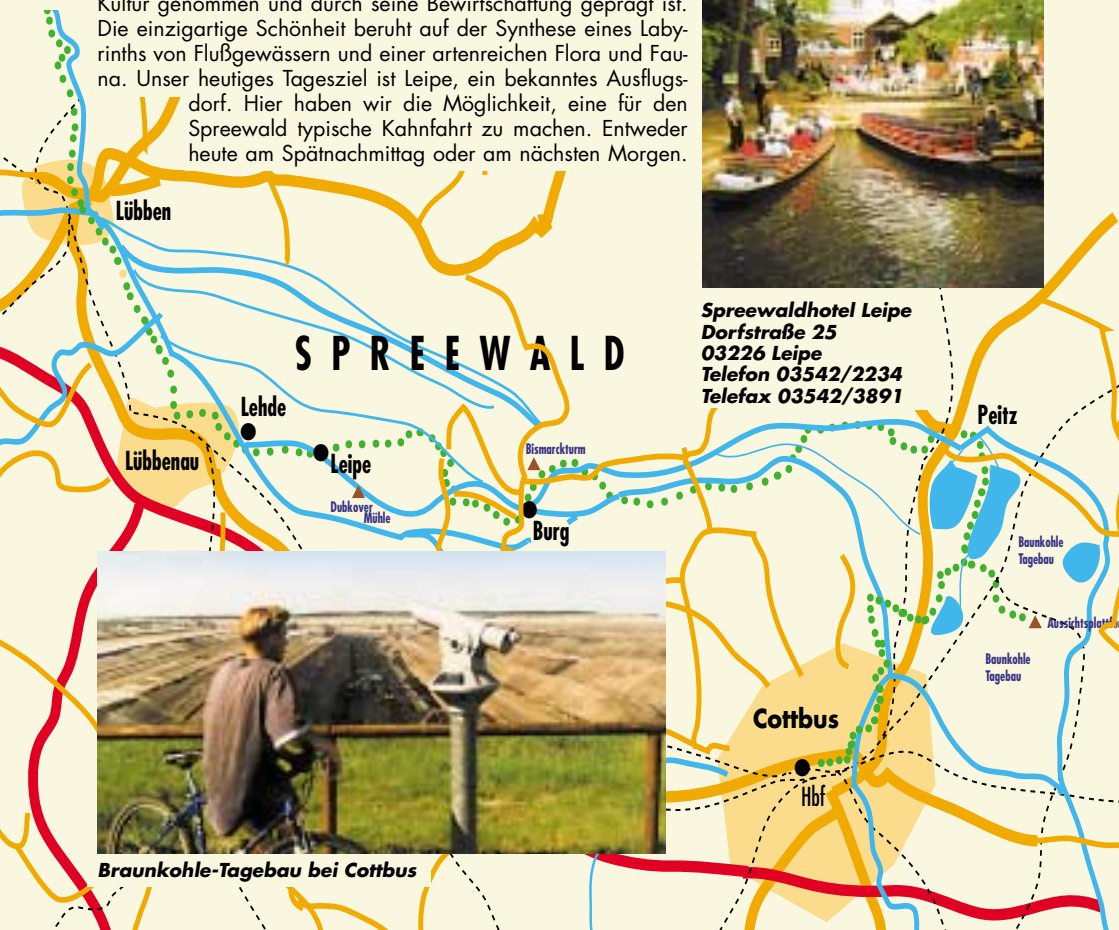 Kultur genommen und durch seine Bewirtschaftung geprägt ist.
Die einzigartige Schönheit beruht auf der Synthese eines Laby-
rinths von Flußgewässern und einer artenreichen Flora und Fau-
na. Unser heutiges Tagesziel ist Leipe, ein bekanntes Ausflugs-
dorf. Hier haben wir die Möglichkeit, eine für den
Spreewald typische Kahnfahrt zu machen. Entweder
heute am Spätnachmittag oder am nächsten Morgen.
Spreewaldhotel Leipe
Dorfstraße 25
03226 Leipe
Telefon 03542/2234
Telefax 03542/3891
Lübben
SPREEWALD
Lehde
Lübbenau
Leipe
Dubkover
Mühle
Bismarckturm
Burg
Peitz
Baunkohle
Tagebau
Baunkohle
Tagebau
Cottbus
Hbf
Braunkohle-Tagebau bei Cottbus